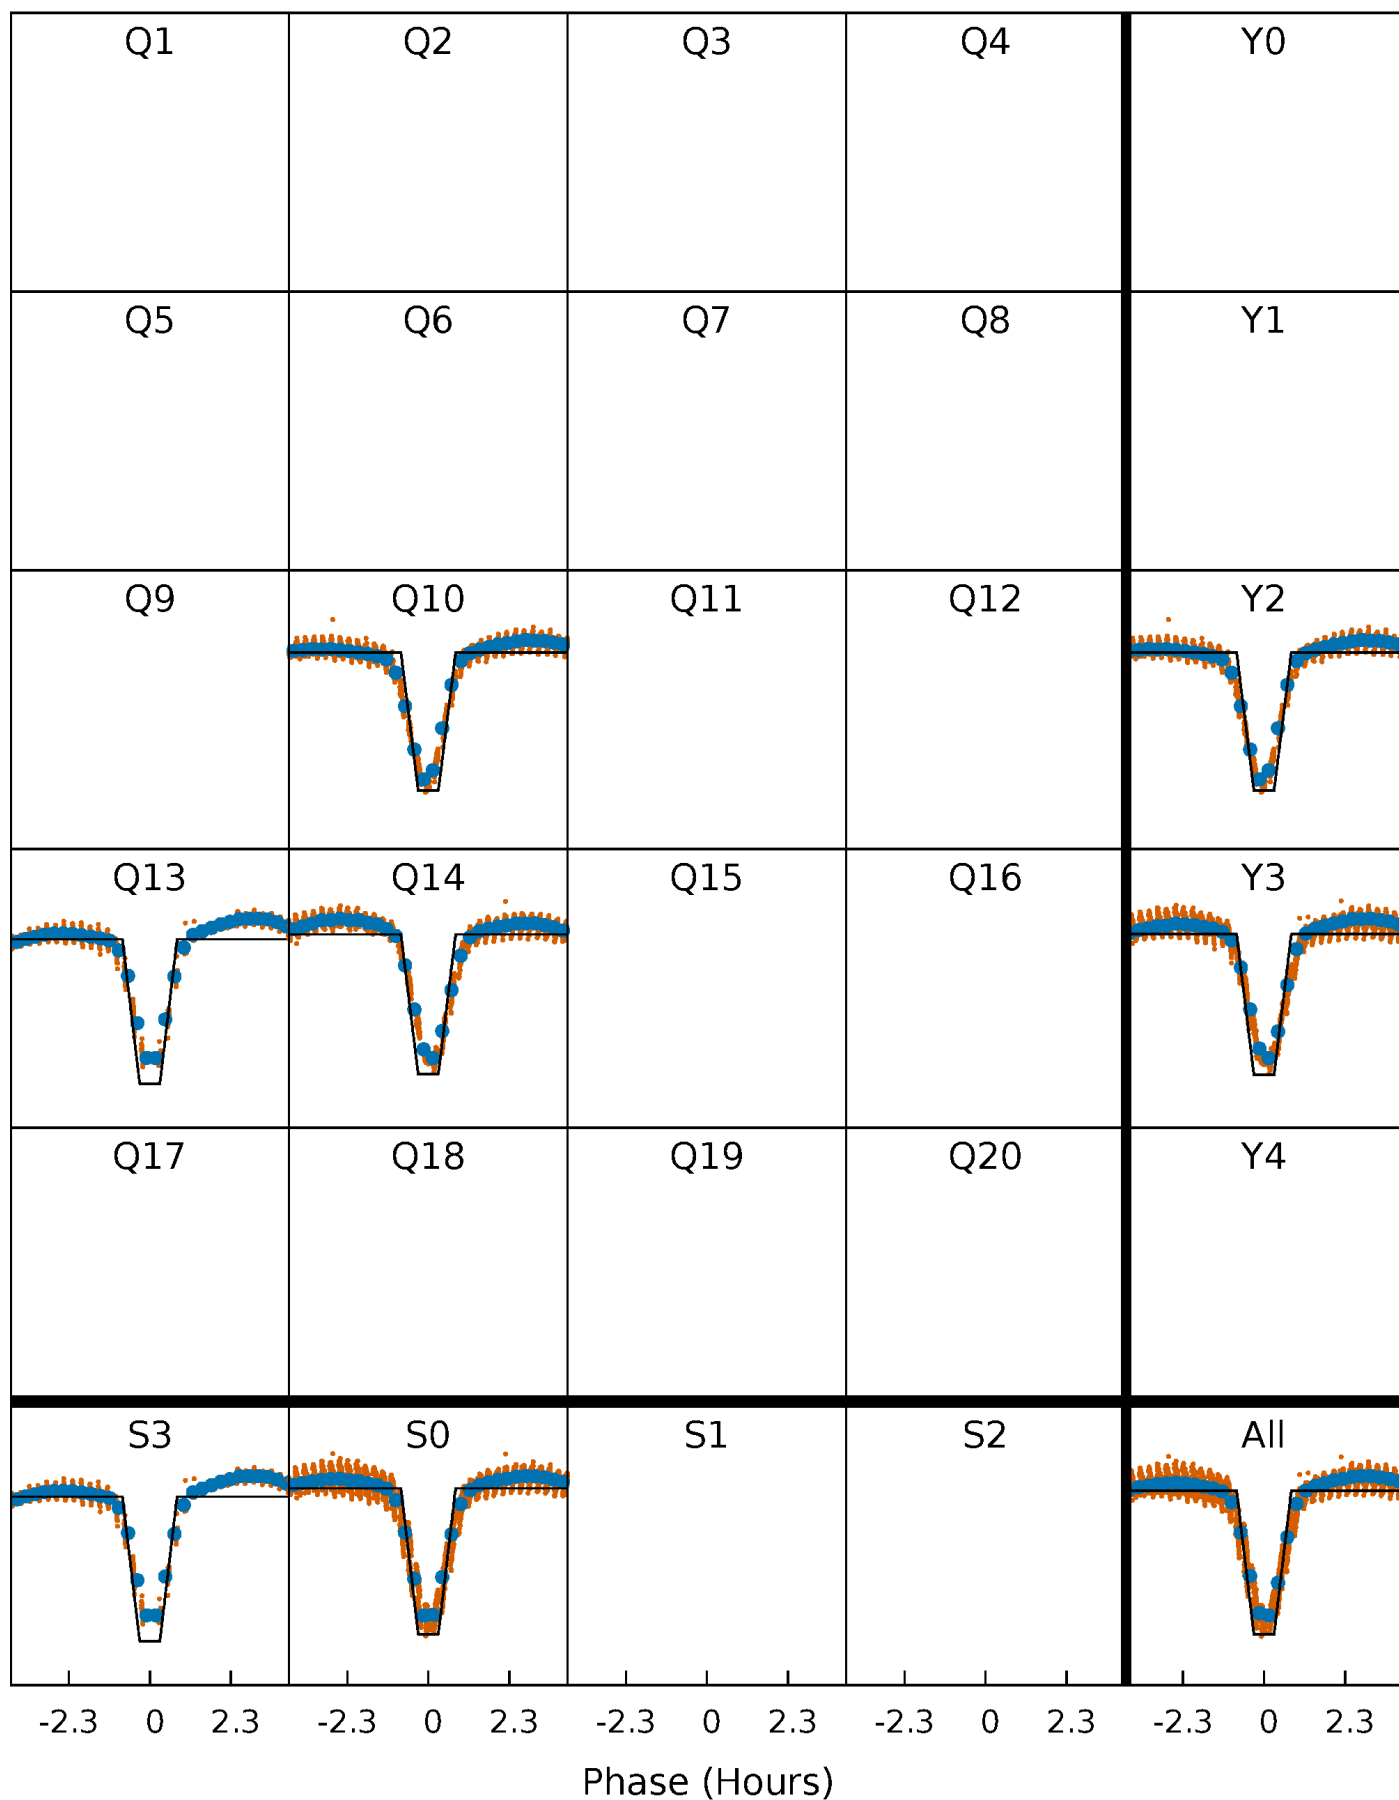 Q1 Q2 Q3 Q4 Y0
Q5 Q6 Q7 Q8 Y1
Q9 Q10 Q11 Q12 Y2
Q13 Q14 Q15 Q16 Y3
Q17 Q18 Q19 Q20 Y4
S3 S0 S1 S2 All
-2.3 0 2.3 -2.3 0 2.3 -2.3 0 2.3 -2.3 0 2.3 -2.3 0 2.3
Phase (Hours)